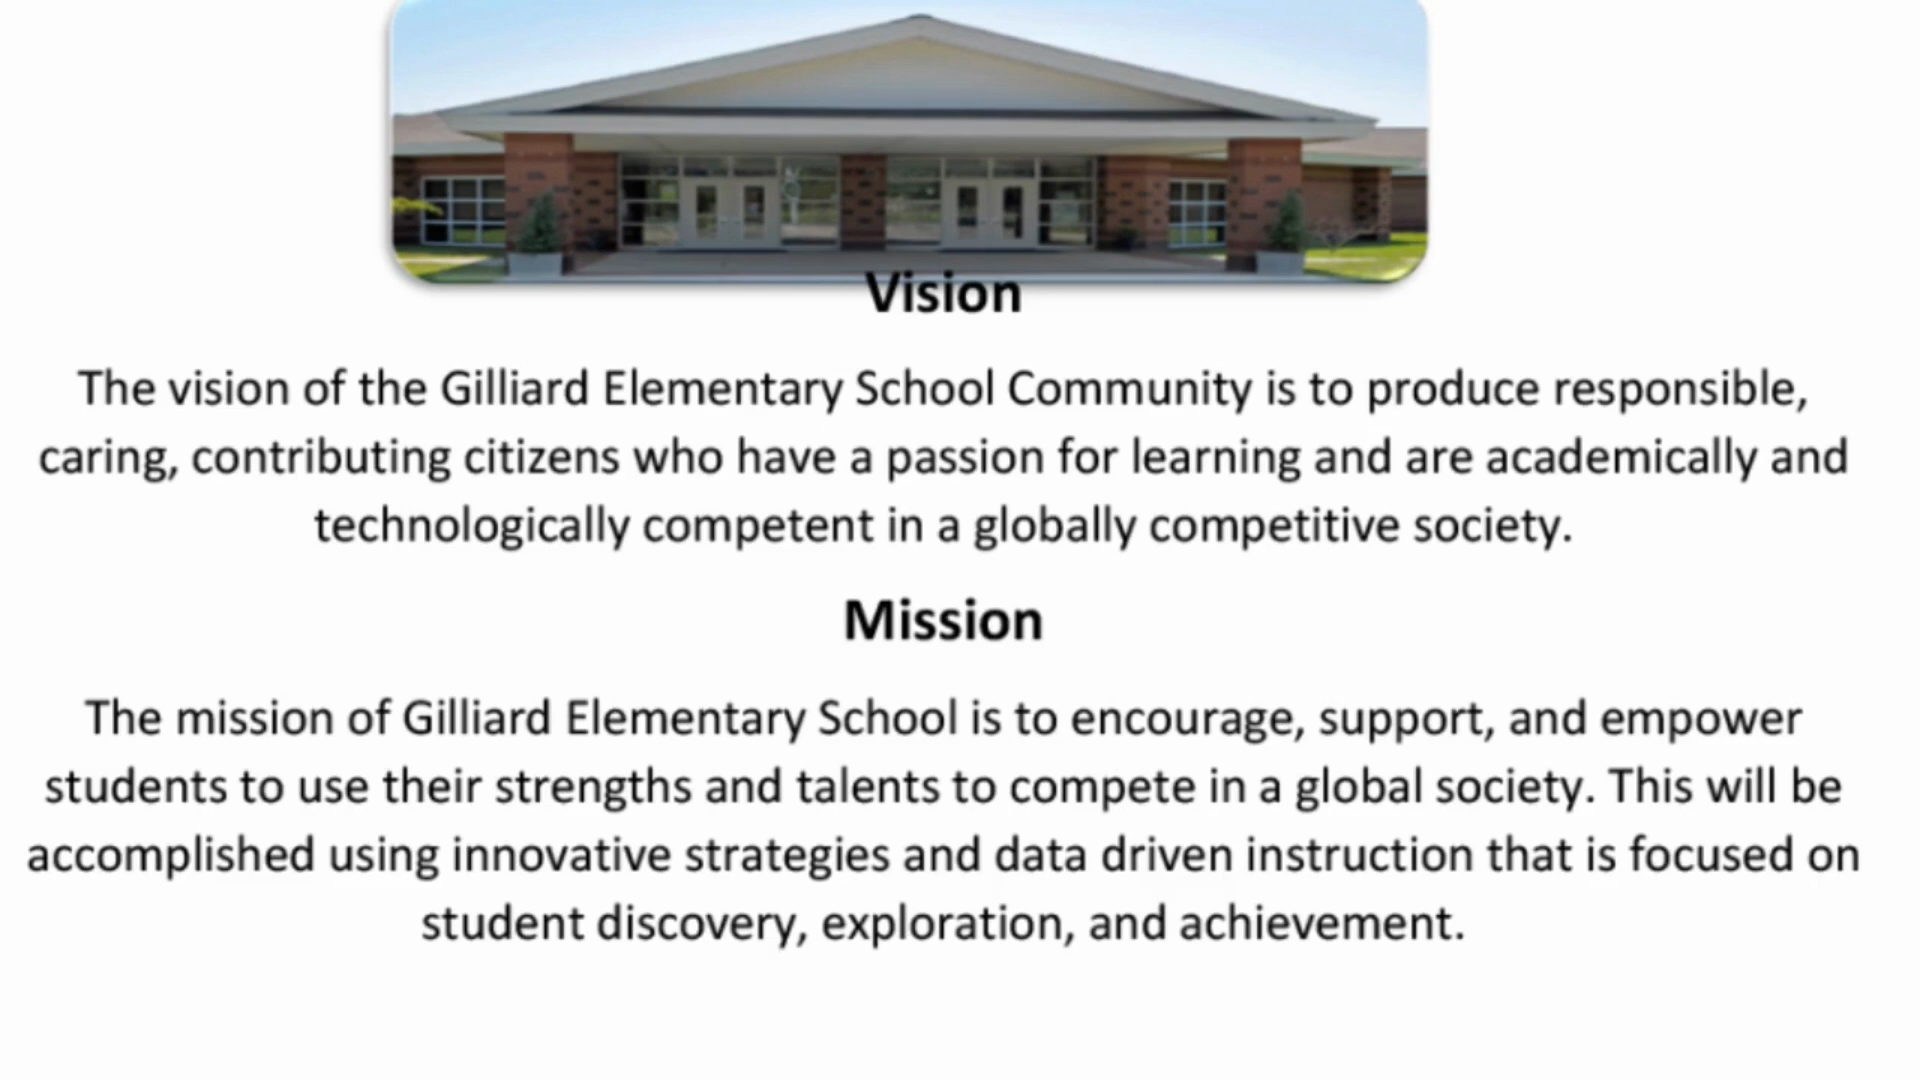 Vision
The vision of the Gilliard Elementary School Community is to produce responsible,
caring, contributing citizens who have a passion for learning and are academically and
technologically competent in a globally competitive society.
Mission
The mission of Gilliard Elementary School is to encourage, support, and empower
students to use their strengths and talents to compete in a global society. This will be
accomplished using innovative strategies and data driven instruction that is focused on
student discovery, exploration, and achievement.